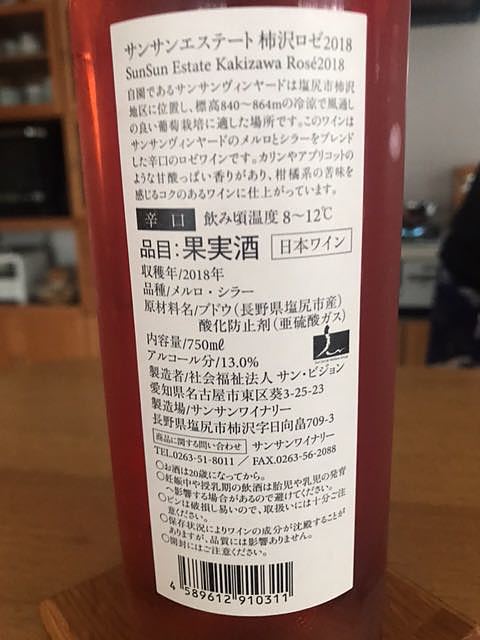 サンサンエステート 柿沢ロゼ2018
SunSun Estate Kakizawa Rosé2018
自園であるサンサンヴィンヤードは塩尻市柿沢
地区に位置し、標高840～864mの冷涼で風通し
の良い葡萄栽培に適した場所です。このワインは
サンサンヴィンヤードのメルロとシラーをブレンド
した辛口のロゼワインです。カリンやアプリコットの
ような甘酸っぱい香りがあり、柑橘系の苦味を
感じるコクのあるワインに仕上がっています。
辛口 飲み頃温度 8～12℃
品目：果実酒 日本ワイン
収穫年/2018年
品種/メルロ・シラー
原材料名/ブドウ（長野県塩尻市産）
酸化防止剤（亜硫酸ガス）
内容量/750mℓ
アルコール分/13.0%
製造者/社会福祉法人 サン・ビジョン
愛知県名古屋市東区葵3-25-23
製造場/サンサンワイナリー
長野県塩尻市柿沢字日向畠709-3
商品に関する問い合わせ サンサンワイナリー
TEL.0263-51-8011 ／ FAX.0263-56-2088
○お酒は20歳になってから。
○妊娠中や授乳期の飲酒は胎児や乳児の発育
へ影響する場合があるので避けてください。
○ビンは破損し易いので、取扱いには十分ご注
意ください。
○保存状況によりワインの成分が沈殿することが
ありますが、品質には影響ありません。
○開封にはご注意ください。
4 589612 910311